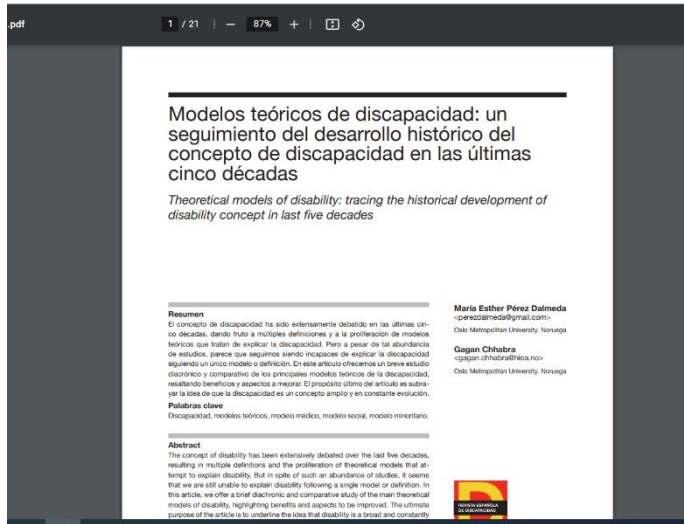 .pdf
1 / 21 | — 87% + |
Modelos teóricos de discapacidad: un
seguimiento del desarrollo histórico del
concepto de discapacidad en las últimas
cinco décadas
Theoretical models of disability: tracing the historical development of
disability concept in last five decades
Resumen
El concepto de discapacidad ha sido extensamente debatido en las últimas cin-
co décadas, dando fruto a múltiples definiciones y a la proliferación de modelos
teóricos que tratan de explicar la discapacidad. Pero a pesar de tal abundancia
de estudios, parece que seguimos siendo incapaces de explicar la discapacidad
siguiendo un único modelo o definición. En este artículo ofrecemos un breve estudio
diacrónico y comparativo de los principales modelos teóricos de la discapacidad,
resaltando beneficios y aspectos a mejorar. El propósito último del artículo es subra-
yar la idea de que la discapacidad es un concepto amplio y en constante evolución.
Palabras clave
Discapacidad, modelos teóricos, modelo médico, modelo social, modelo minoritario.
Abstract
The concept of disability has been extensively debated over the last five decades,
resulting in multiple definitions and the proliferation of theoretical models that at-
tempt to explain disability. But in spite of such an abundance of studies, it seems
that we are still unable to explain disability following a single model or definition. In
this article, we offer a brief diachronic and comparative study of the main theoretical
models of disability, highlighting benefits and aspects to be improved. The ultimate
purpose of the article is to underline the idea that disability is a broad and constantly
María Esther Pérez Dalmeda
<perezdalmeda@gmail.com>
Oslo Metropolitan University. Noruega
Gagan Chhabra
<gagan.chhabra@hioa.no>
Oslo Metropolitan University. Noruega
REVISTA ESPAÑOLA
DE DISCAPACIDAD